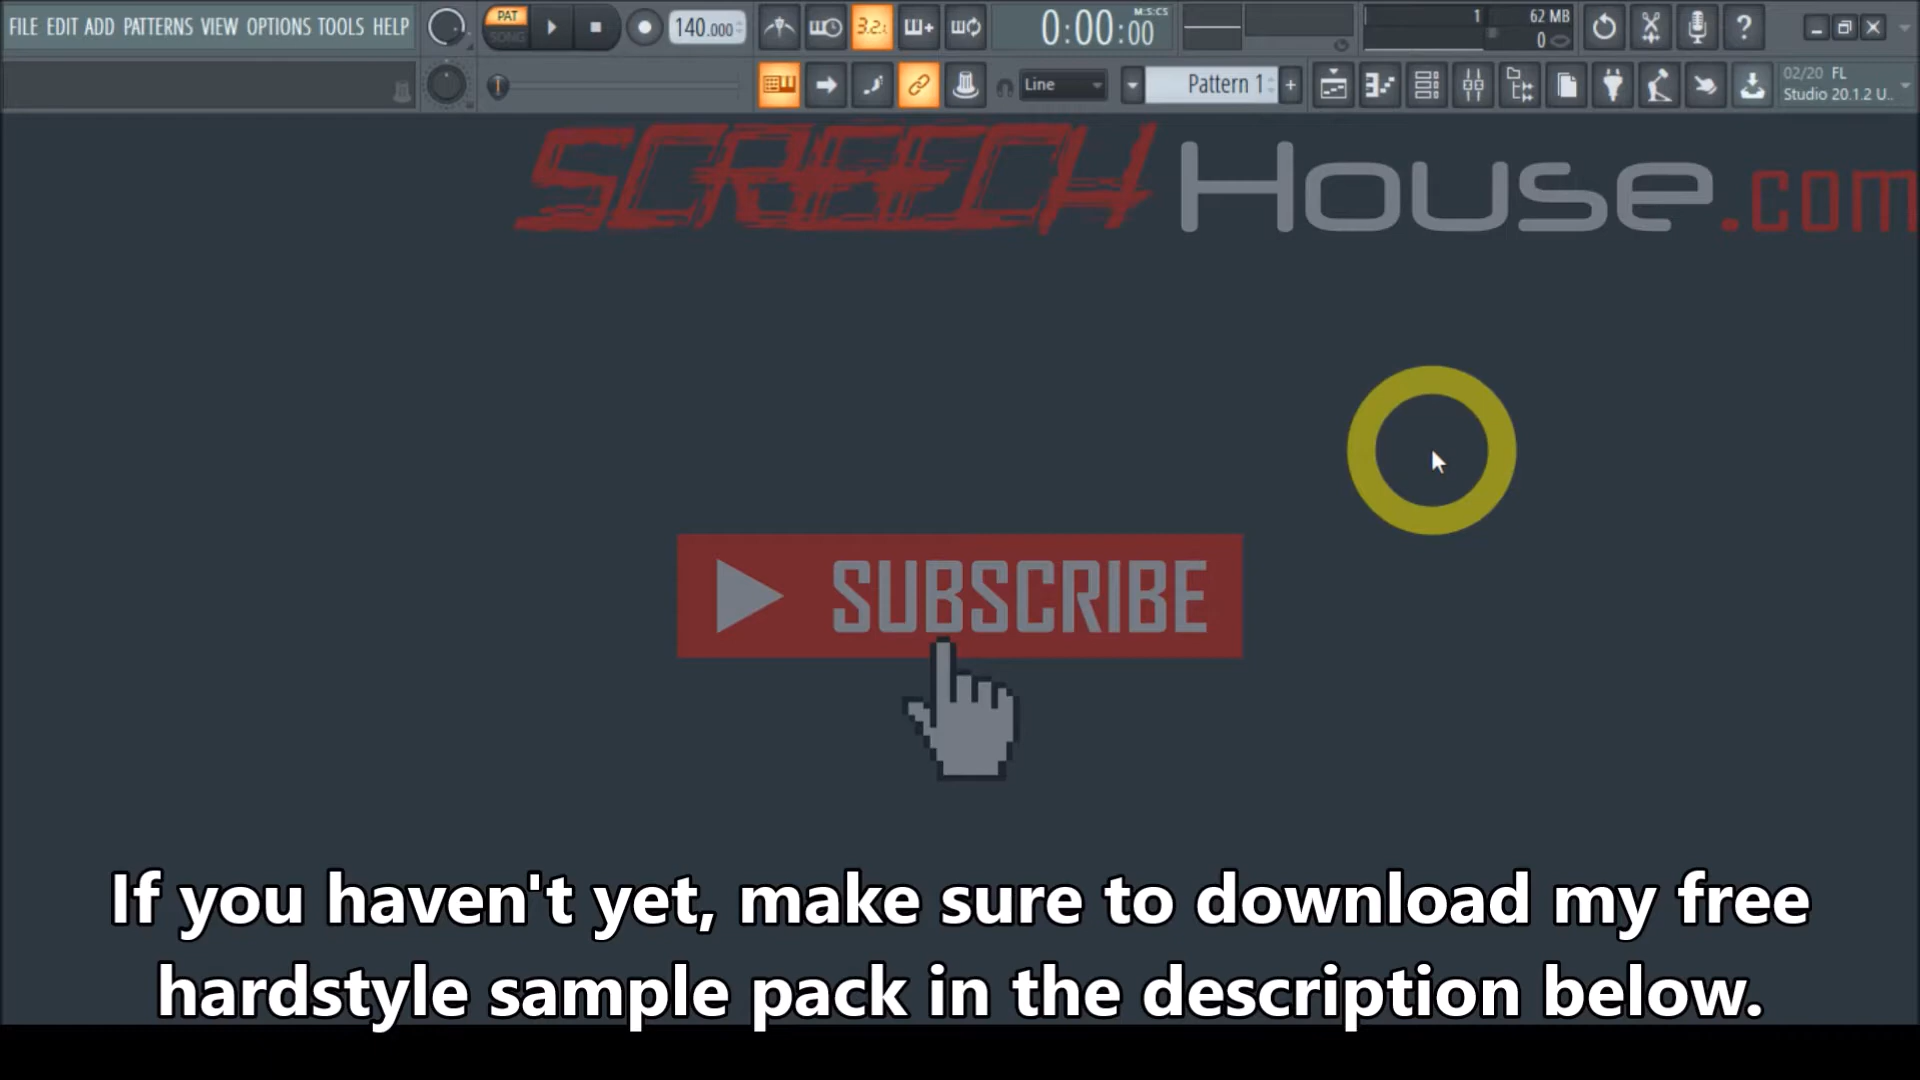 FILE EDIT ADD PATTERNS VIEW OPTIONS TOOLS HELP
PAT
SONG
140.000
3.2.
0:00:00
M:S:CS
1
62 MB
0
Line
Pattern 1
02/20 FL
Studio 20.1.2 U..
SCREECH House.com
SUBSCRIBE
If you haven't yet, make sure to download my free
hardstyle sample pack in the description below.